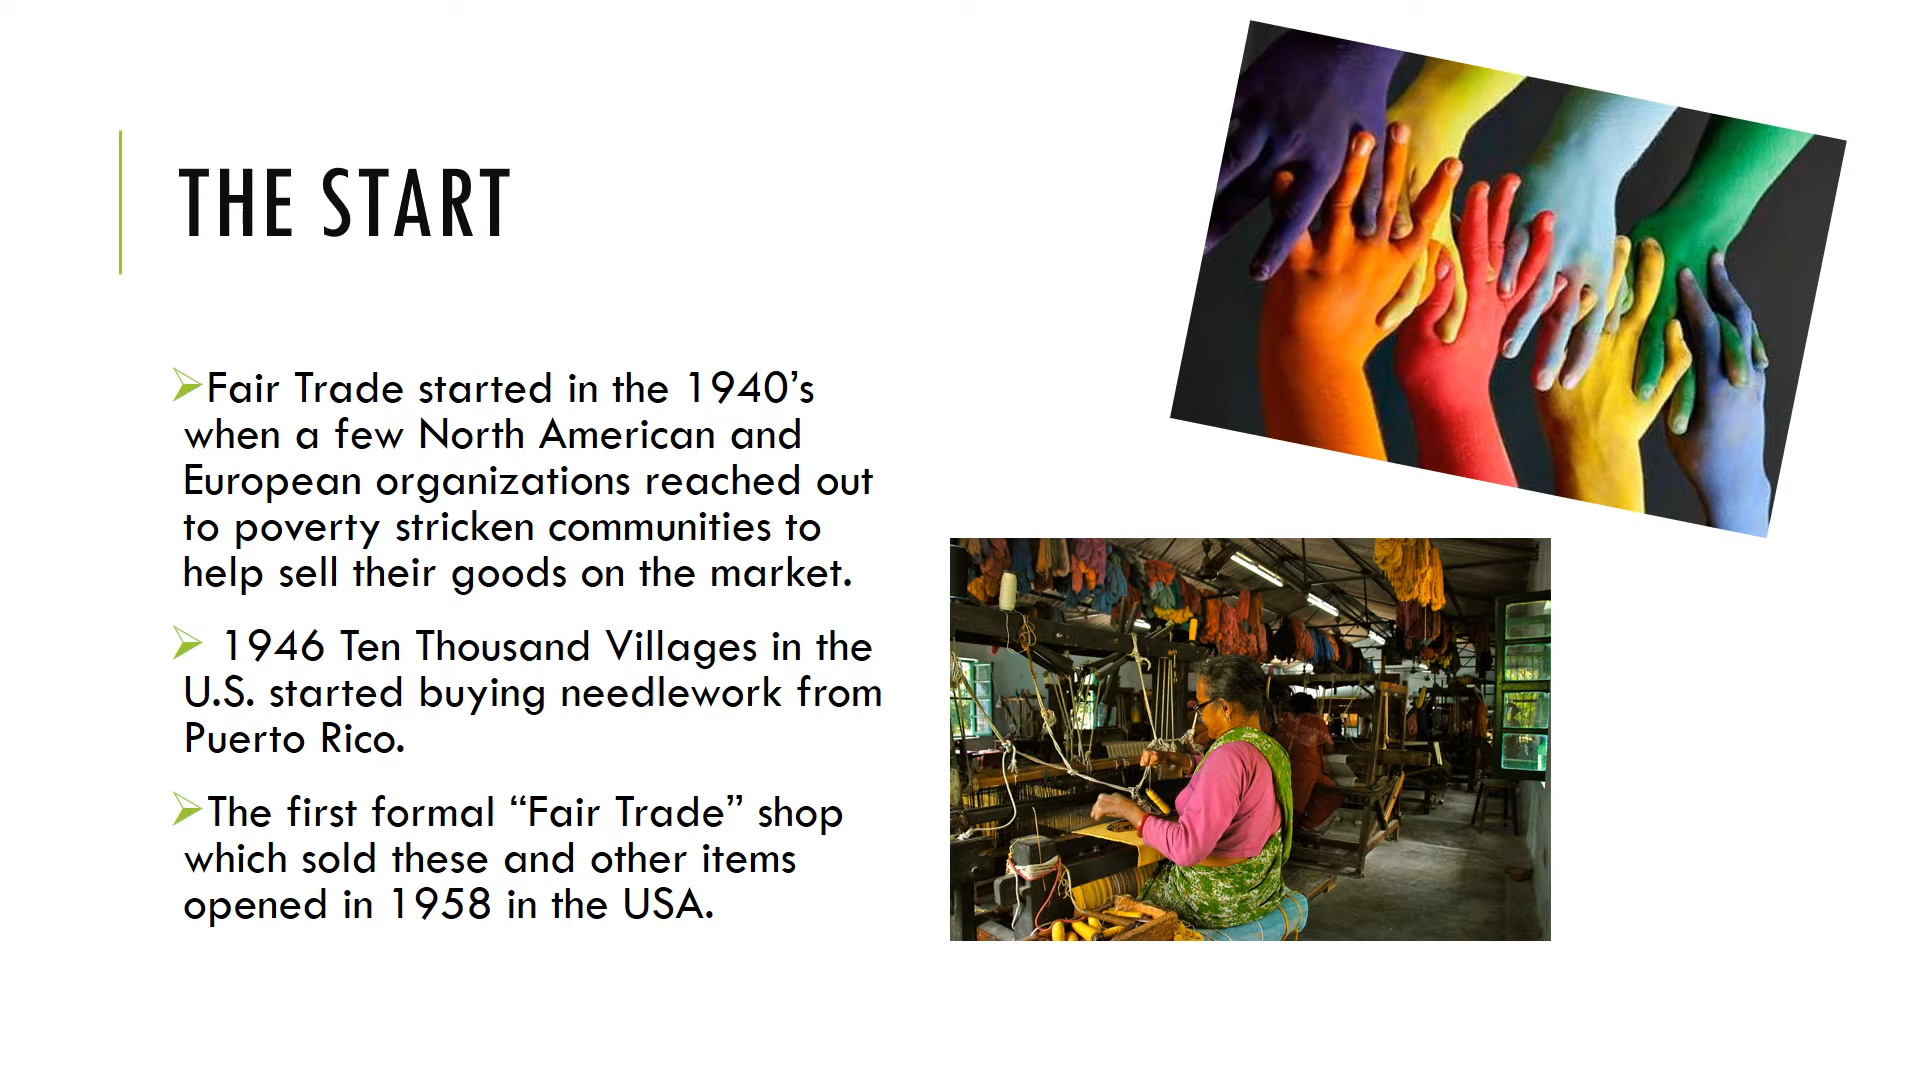 THE START
Fair Trade started in the 1940’s
when a few North American and
European organizations reached out
to poverty stricken communities to
help sell their goods on the market.
1946 Ten Thousand Villages in the
U.S. started buying needlework from
Puerto Rico.
The first formal “Fair Trade” shop
which sold these and other items
opened in 1958 in the USA.